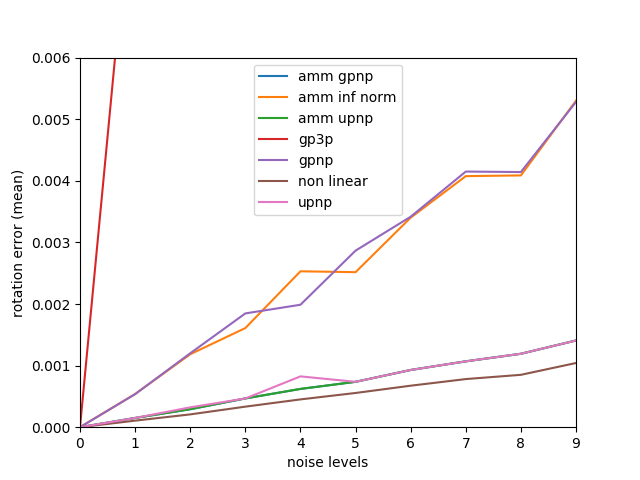 0.006
0.005
0.004
0.003
0.002
0.001
0.000
rotation error (mean)
amm gpnp
amm inf norm
amm upnp
gp3p
gpnp
non linear
upnp
0 1 2 3 4 5 6 7 8 9
noise levels